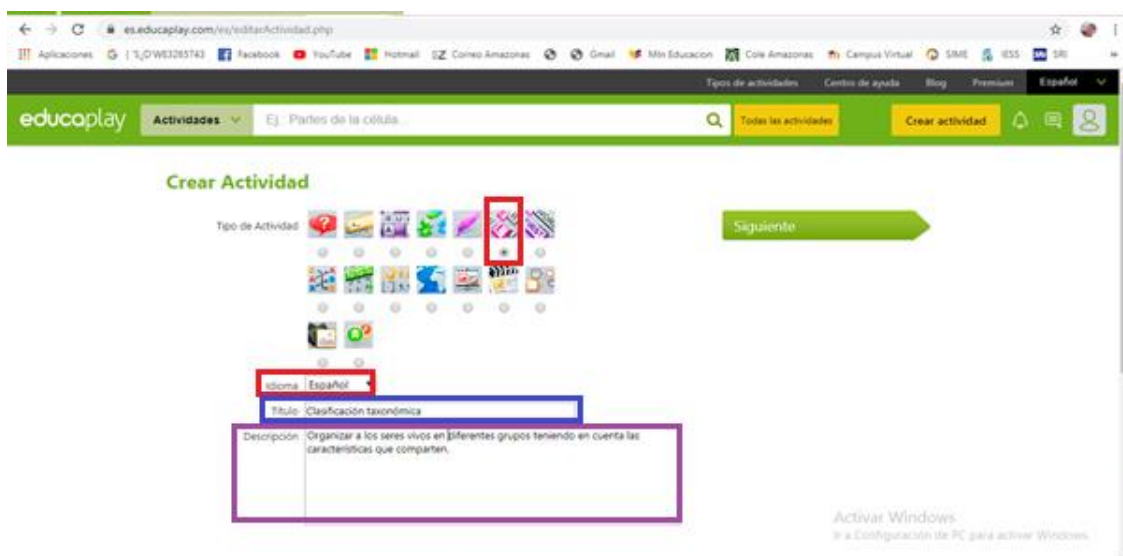 es.educaplay.com/es/editarActividad.php
Aplicaciones Facebook YouTube Hotmail Correo Amazonas Gmail Min Educacion Cole Amazonas Campus Virtual SIME IESS SRI
Tipos de actividades Centro de ayuda Blog Premium Español
educaplay Actividades Ej: Partes de la célula... Todas las actividades Crear actividad
Crear Actividad
Tipo de Actividad
Siguiente
Idioma Español
Título Clasificación taxonómica
Descripción Organizar a los seres vivos en diferentes grupos teniendo en cuenta las
características que comparten.
Activar Windows
Ir a Configuración de PC para activar Windows.